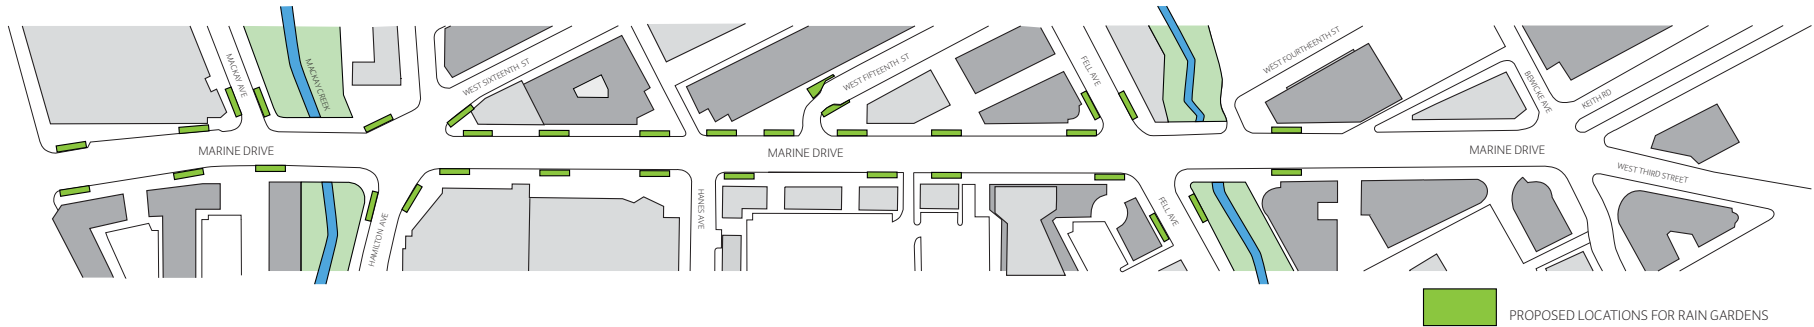 MACKAY AVE
MACKAY CREEK
WEST SIXTEENTH ST
WEST FIFTEENTH ST
FELL AVE
WEST FOURTHEENTH ST
BEWICKE AVE
KEITH RD
MARINE DRIVE
MARINE DRIVE
MARINE DRIVE
WEST THIRD STREET
HAMILTON AVE
HANES AVE
FELL AVE
PROPOSED LOCATIONS FOR RAIN GARDENS